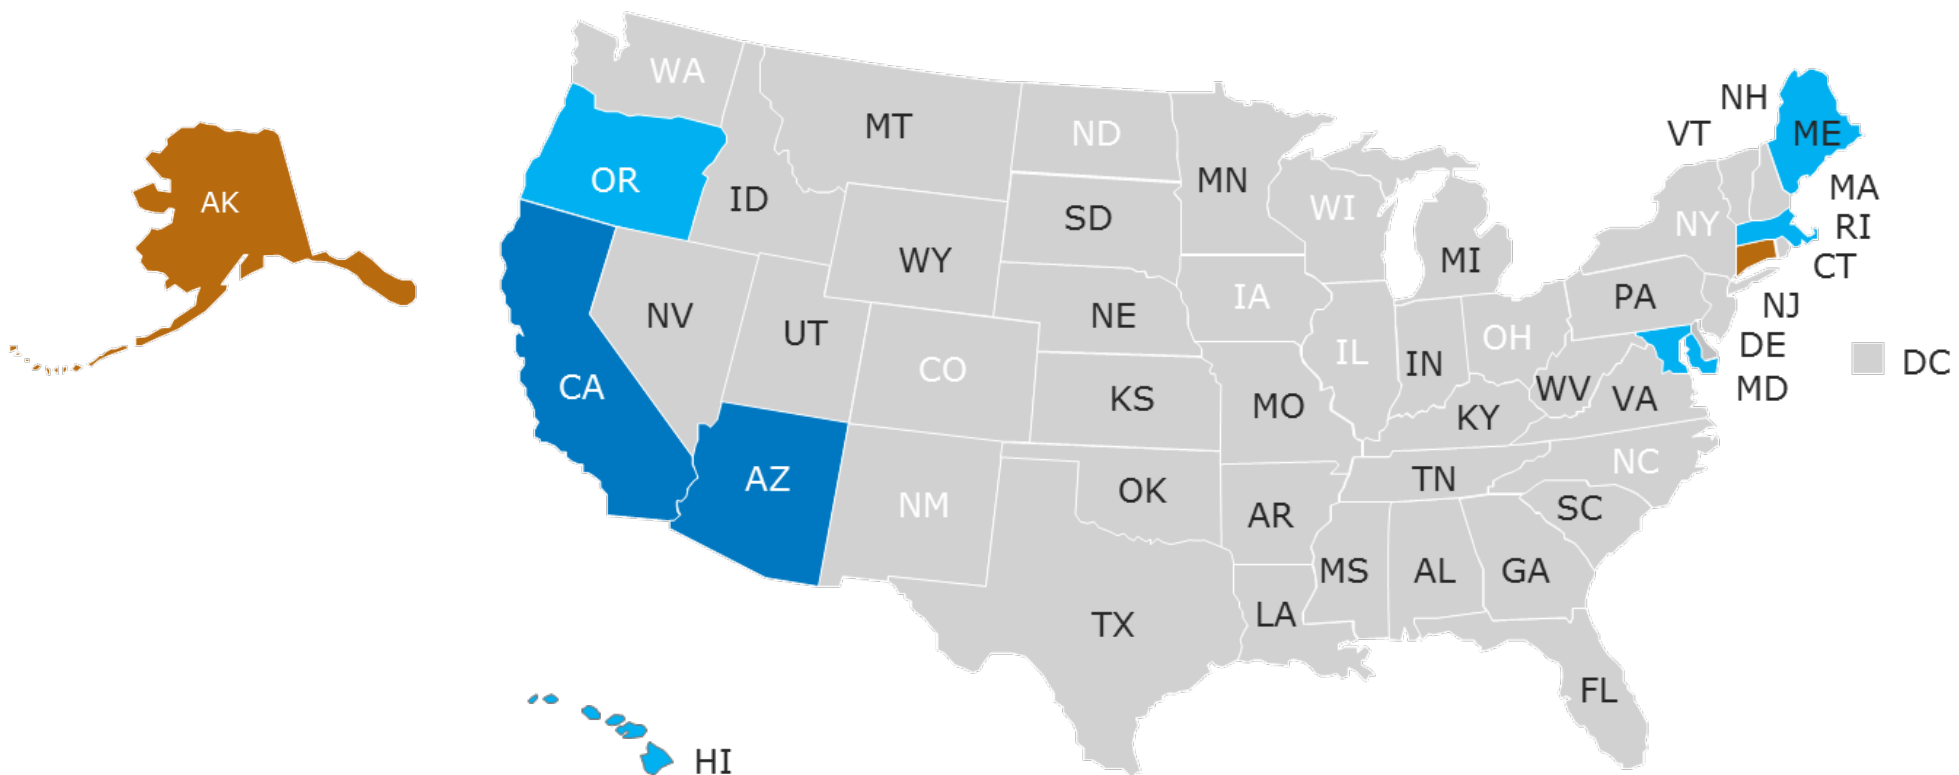 WA
MT
ND
MN
NH
VT
ME
AK
OR
ID
SD
WI
MA
NY
RI
WY
MI
CT
NV
UT
NE
IA
PA
NJ
CO
IL
IN
OH
DE
DC
CA
KS
MO
WV
VA
MD
KY
AZ
NM
OK
TN
NC
AR
SC
MS
AL
GA
TX
LA
FL
HI